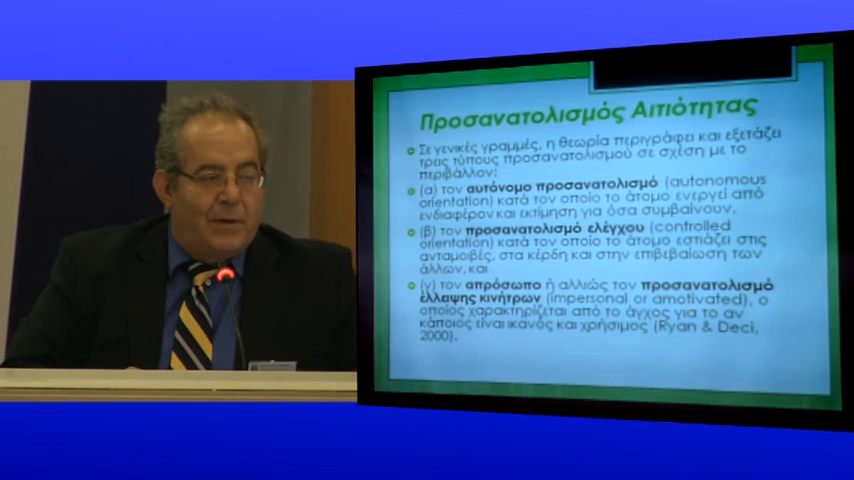 Προσανατολισμός Αιτιότητας
Σε γενικές γραμμές, η θεωρία περιγράφει και εξετάζει
τρεις τύπους προσανατολισμού σε σχέση με το
περιβάλλον:
(α) τον αυτόνομο προσανατολισμό (autonomous
orientation) κατά τον οποίο το άτομο ενεργεί από
ενδιαφέρον και εκτίμηση για όσα συμβαίνουν,
(β) τον προσανατολισμό ελέγχου (controlled
orientation) κατά τον οποίο το άτομο εστιάζει στις
ανταμοιβές, στα κέρδη και στην επιβεβαίωση των
άλλων, και
(γ) τον απρόσωπο ή αλλιώς τον προσανατολισμό
έλλειψης κινήτρων (impersonal or amotivated), ο
οποίος χαρακτηρίζεται από το άγχος για το αν
κάποιος είναι ικανός και χρήσιμος (Ryan & Deci,
2000).